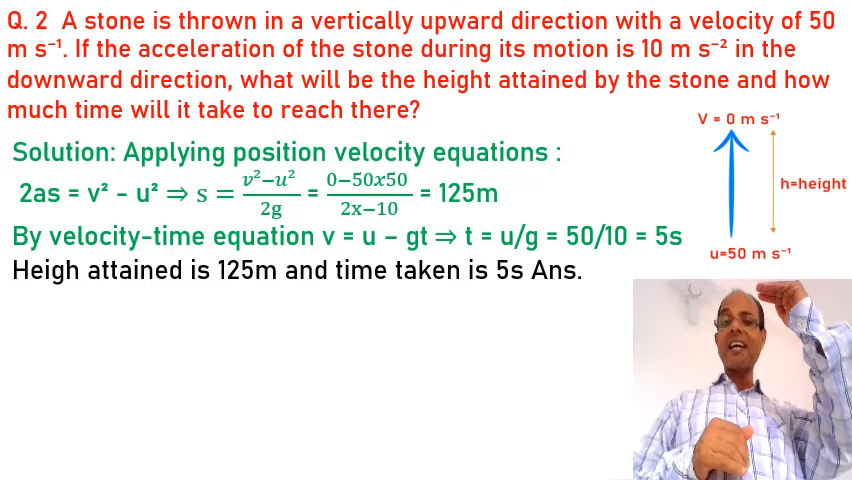 Q. 2 A stone is thrown in a vertically upward direction with a velocity of 50
m s⁻¹. If the acceleration of the stone during its motion is 10 m s⁻² in the
downward direction, what will be the height attained by the stone and how
much time will it take to reach there?
V = 0 m s⁻¹
Solution: Applying position velocity equations :
2as = v² - u² ⇒ s = (v²−u²)/2g = (0−50x50)/(2x−10) = 125m
h=height
By velocity-time equation v = u – gt ⇒ t = u/g = 50/10 = 5s
u=50 m s⁻¹
Heigh attained is 125m and time taken is 5s Ans.